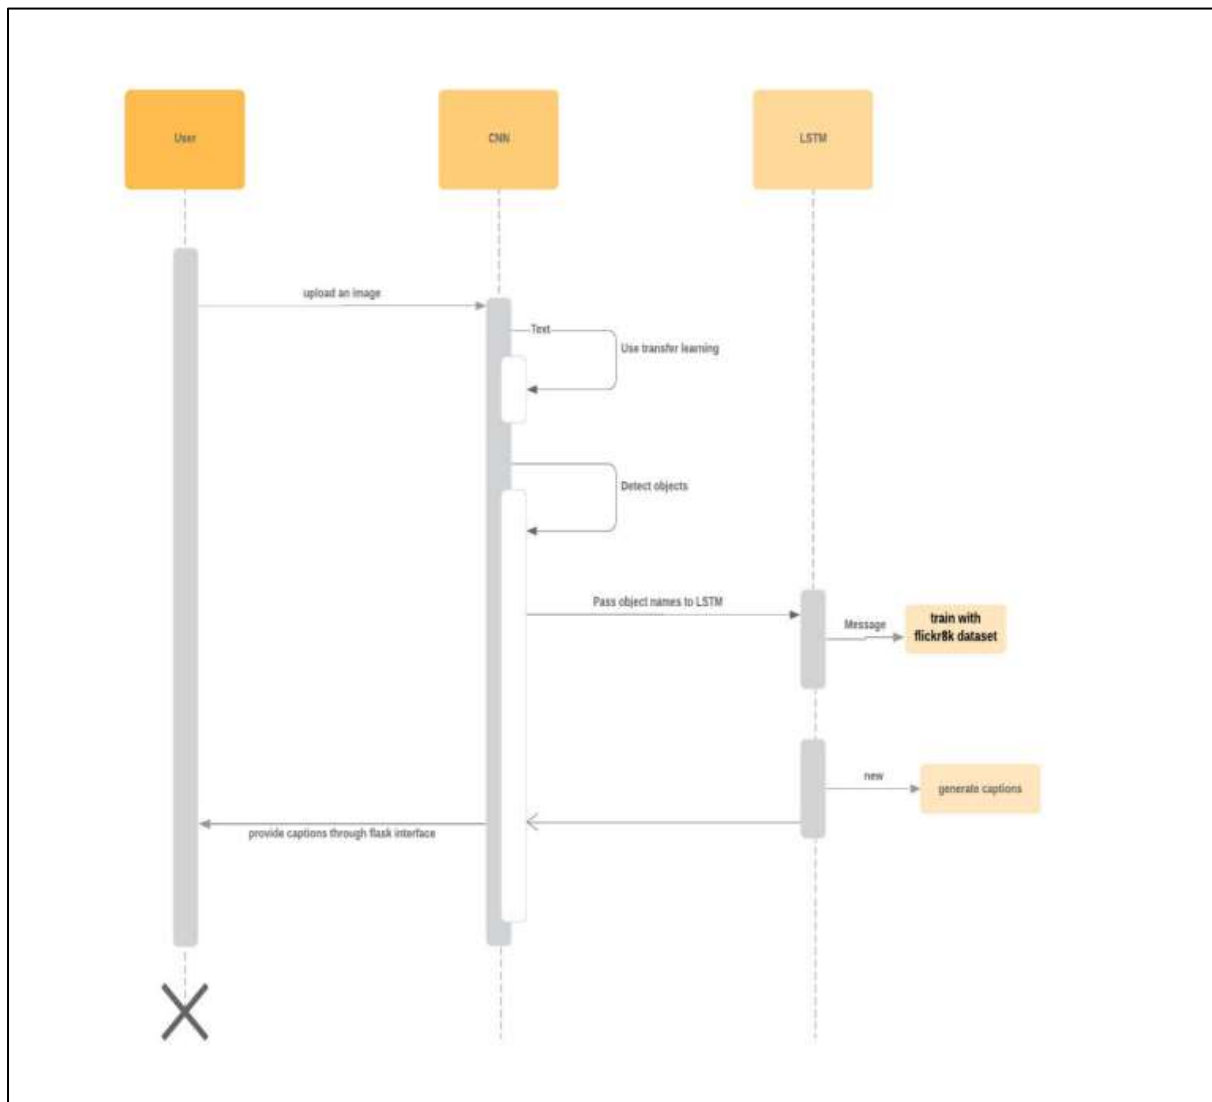 User
CNN
LSTM
upload an image
Text
Use transfer learning
Detect objects
Pass object names to LSTM
Message
train with
flickr8k dataset
new
generate captions
provide captions through flask interface